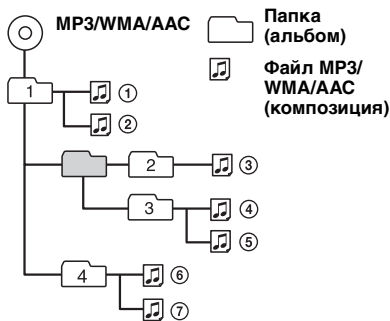 MP3/WMA/AAC
Папка
(альбом)
Файл MP3/
WMA/AAC
(композиция)
1
①
②
2
③
3
④
⑤
4
⑥
⑦